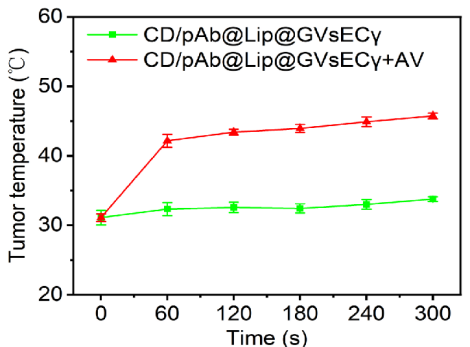 60
50
40
30
20
Tumor temperature (℃)
CD/pAb@Lip@GVsECγ
CD/pAb@Lip@GVsECγ+AV
0 60 120 180 240 300
Time (s)